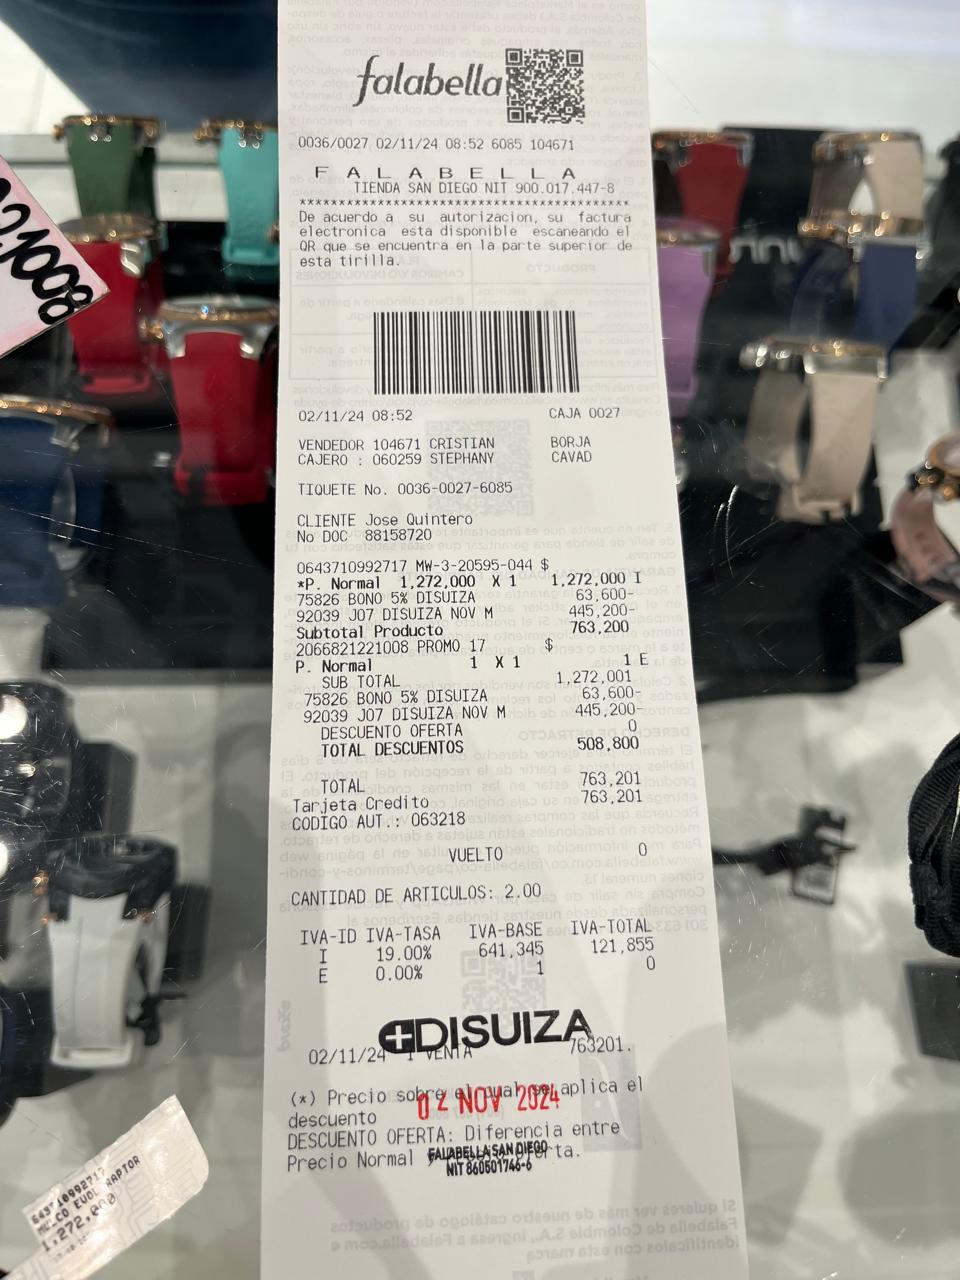 falabella
0036/0027 02/11/24 08:52 6085 104671
F A L A B E L L A
TIENDA SAN DIEGO NIT 900.017.447-8
****************************************
De acuerdo a su autorizacion, su factura
electronica esta disponible escaneando el
QR que se encuentra en la parte superior de
esta tirilla.
02/11/24 08:52 CAJA 0027
VENDEDOR 104671 CRISTIAN BORJA
CAJERO : 060259 STEPHANY CAVAD
TIQUETE No. 0036-0027-6085
CLIENTE Jose Quintero
No DOC 88158720
0643710992717 MW-3-20595-044 $
*P. Normal 1,272,000 X 1 1,272,000 I
75826 BONO 5% DISUIZA 63,600-
92039 J07 DISUIZA NOV M 445,200-
Subtotal Producto 763,200
2066821221008 PROMO 17 $
P. Normal 1 X 1 1 E
SUB TOTAL 1,272,001
75826 BONO 5% DISUIZA 63,600-
92039 J07 DISUIZA NOV M 445,200-
DESCUENTO OFERTA 0
TOTAL DESCUENTOS 508,800
TOTAL 763,201
Tarjeta Credito 763,201
CODIGO AUT.: 063218
VUELTO 0
CANTIDAD DE ARTICULOS: 2.00
IVA-ID IVA-TASA IVA-BASE IVA-TOTAL
I 19.00% 641,345 121,855
E 0.00% 1 0
DISUIZA
02/11/24 1 VENTA 763201.
(*) Precio sobre el cual se aplica el
descuento
02 NOV 2024
DESCUENTO OFERTA: Diferencia entre
Precio Normal y Precio Oferta.
FALABELLA SAN DIEGO
NIT 860501746-6
MULCO EVOL RAPTOR
1,272,000